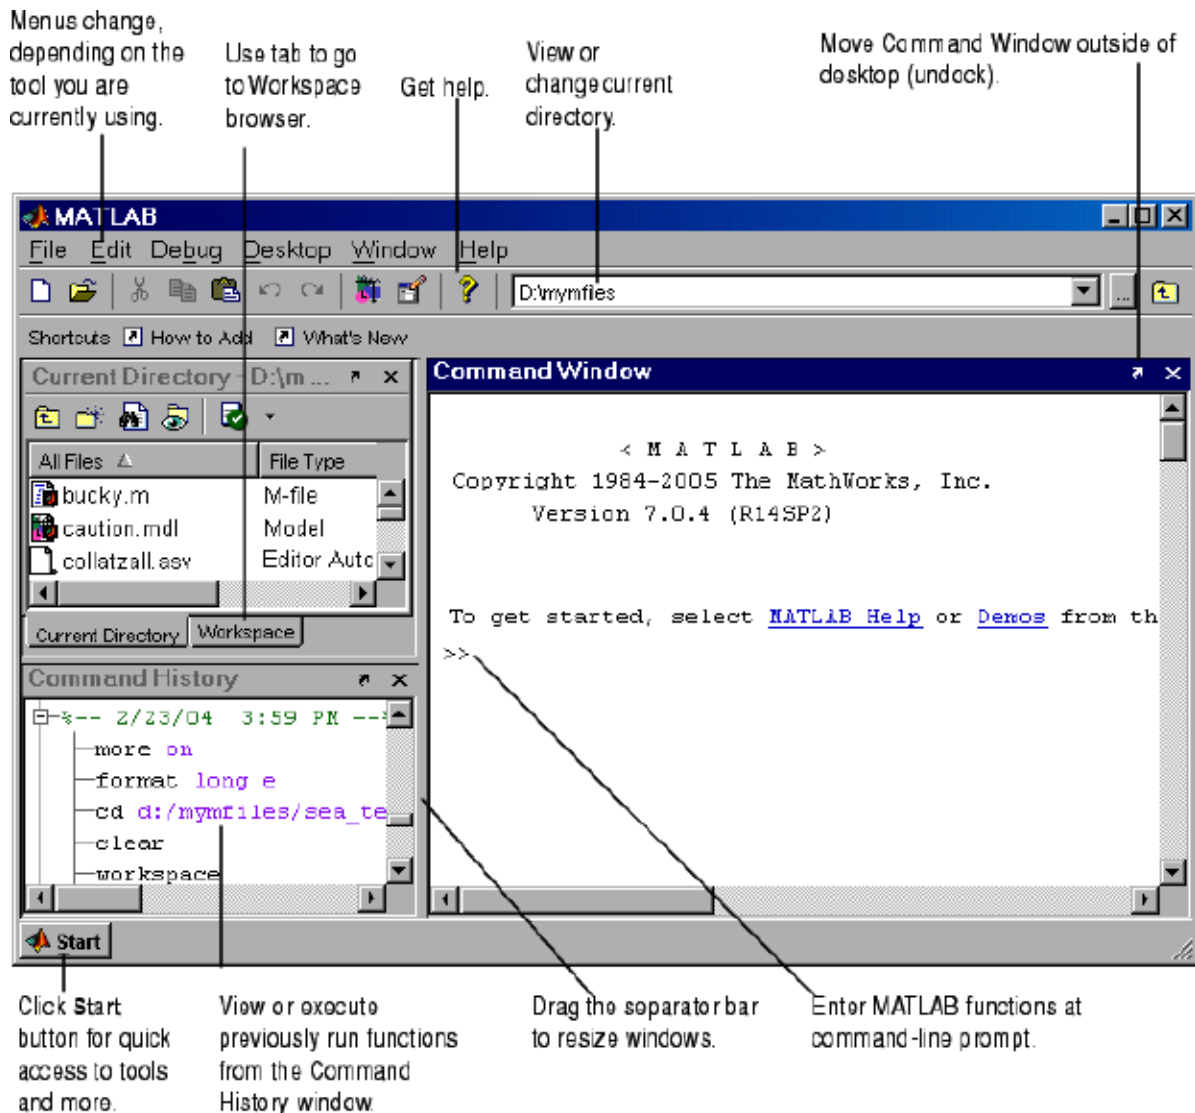 Menus change,
depending on the
tool you are
currently using.
Use tab to go
to Workspace
browser.
Get help.
View or
change current
directory.
Move Command Window outside of
desktop (undock).
MATLAB
File Edit Debug Desktop Window Help
D:\mymfiles
...
Shortcuts How to Add What's New
Current Directory - D:\m ...
All Files File Type
bucky.m M-file
caution.mdl Model
collatzall.asv Editor Auto
Current Directory Workspace
Command History
%-- 2/23/04 3:59 PM --%
more on
format long e
cd d:/mymfiles/sea_te
clear
workspace
Command Window
< M A T L A B >
Copyright 1984-2005 The MathWorks, Inc.
Version 7.0.4 (R14SP2)
To get started, select MATLAB Help or Demos from th
>>
Start
Click Start
button for quick
access to tools
and more.
View or execute
previously run functions
from the Command
History window.
Drag the separator bar
to resize windows.
Enter MATLAB functions at
command-line prompt.